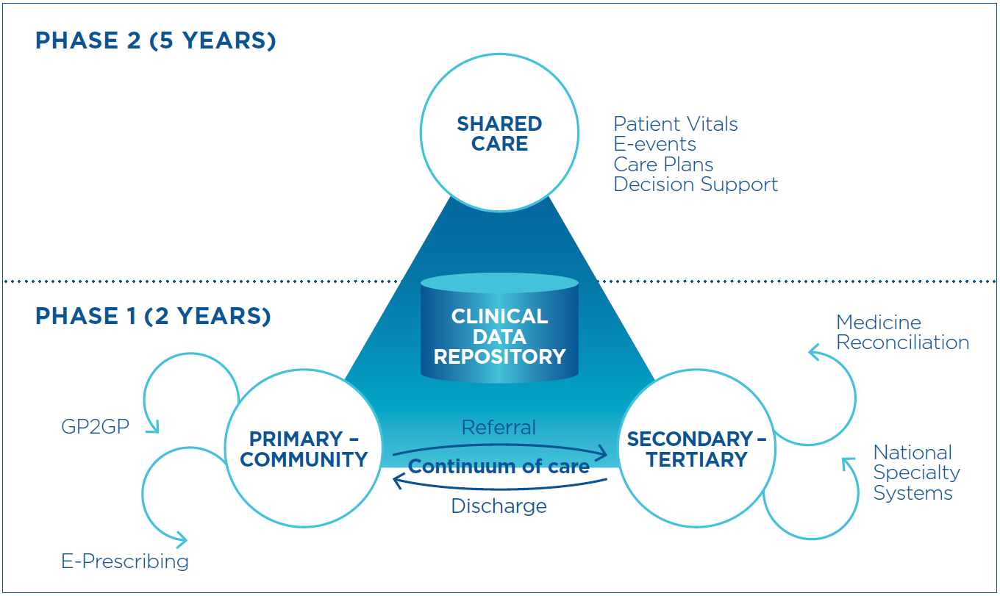 PHASE 2 (5 YEARS)
SHARED
CARE
Patient Vitals
E-events
Care Plans
Decision Support
PHASE 1 (2 YEARS)
CLINICAL
DATA
REPOSITORY
Medicine
Reconciliation
GP2GP
PRIMARY –
COMMUNITY
Referral
Continuum of care
Discharge
SECONDARY –
TERTIARY
National
Specialty
Systems
E-Prescribing